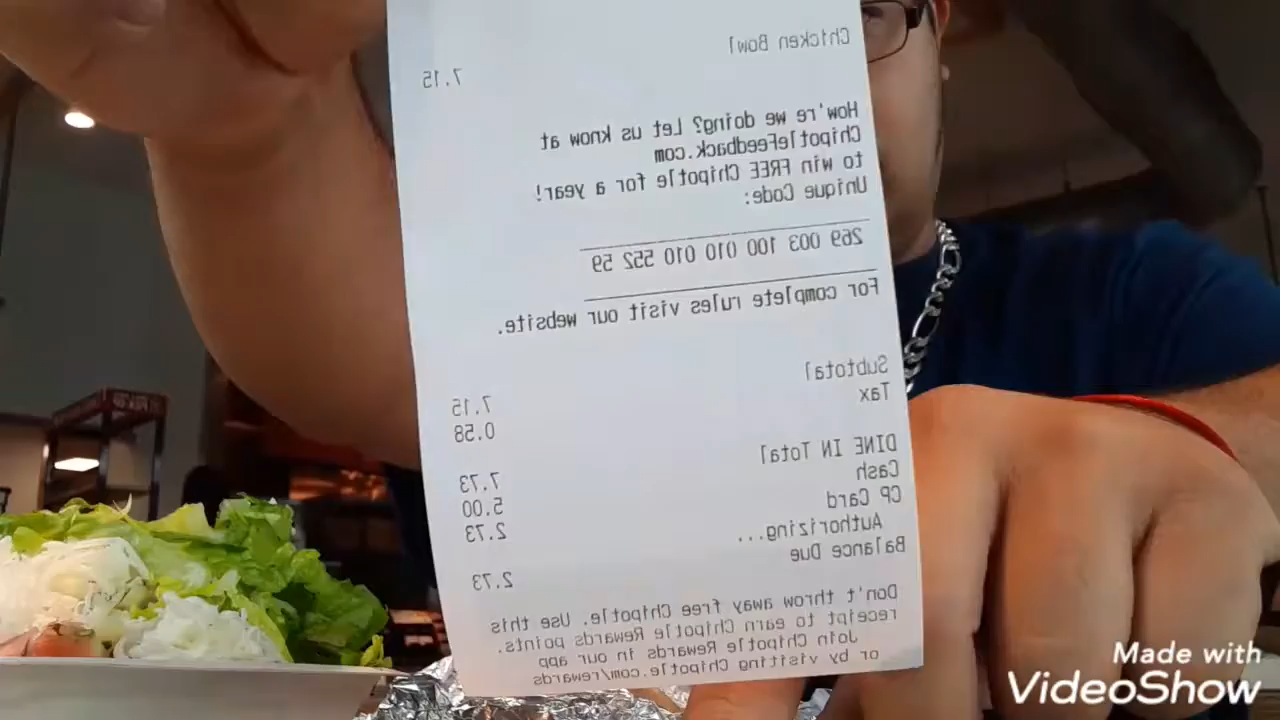 Chicken Bowl
7.15
How're we doing? Let us know at
ChipotleFeedback.com
to win FREE Chipotle for a year!
Unique Code:
269 003 100 010 010 552 59
For complete rules visit our website.
Subtotal 7.15
Tax 0.58
DINE IN Total 7.73
Cash 5.00
CP Card 2.73
Authorizing...
Balance Due 2.73
Don't throw away free Chipotle. Use this
receipt to earn Chipotle Rewards points.
Join Chipotle Rewards in our app
or by visiting Chipotle.com/rewards
Made with
VideoShow